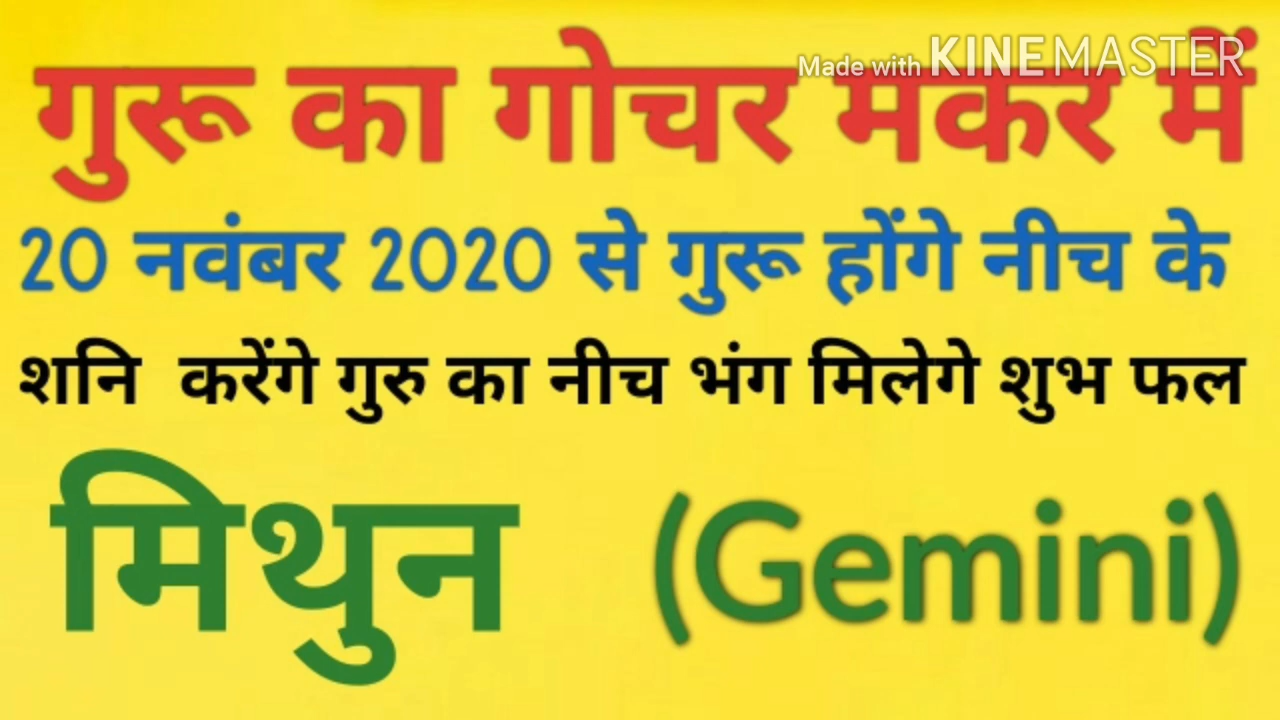 Made with KINEMASTER
गुरू का गोचर मकर में
20 नवंबर 2020 से गुरू होंगे नीच के
शनि करेंगे गुरु का नीच भंग मिलेगे शुभ फल
मिथुन (Gemini)